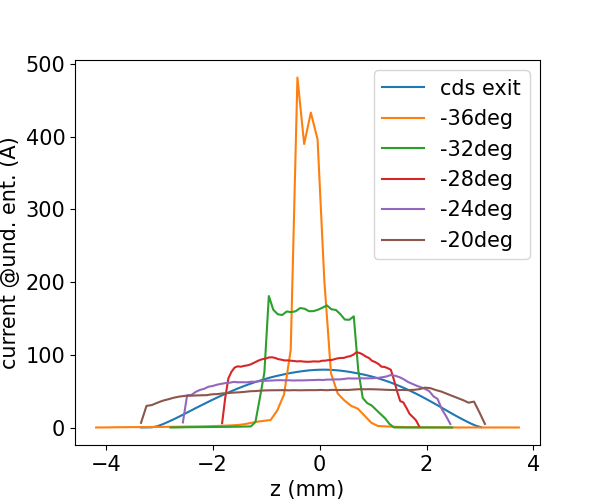 500
400
300
200
100
0
current @und. ent. (A)
cds exit
-36deg
-32deg
-28deg
-24deg
-20deg
−4 −2 0 2 4
z (mm)